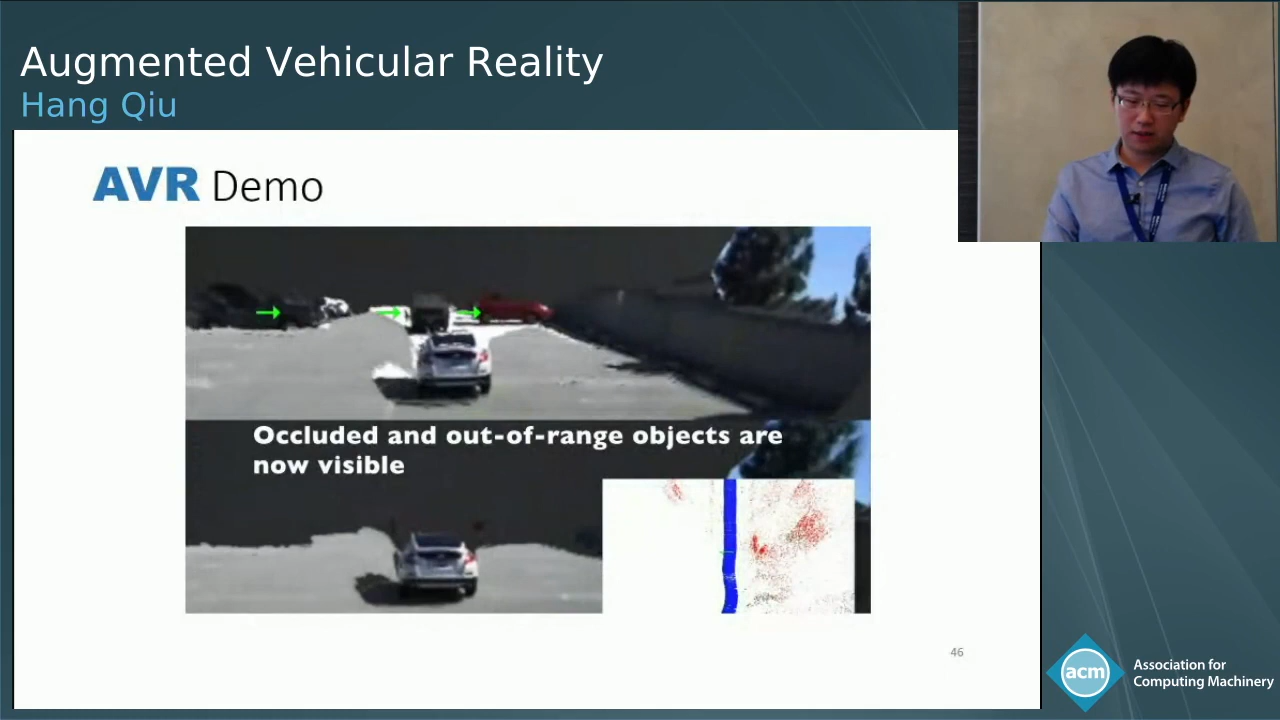 Augmented Vehicular Reality
Hang Qiu
AVR Demo
Occluded and out-of-range objects are
now visible
46
acm
Association for
Computing Machinery